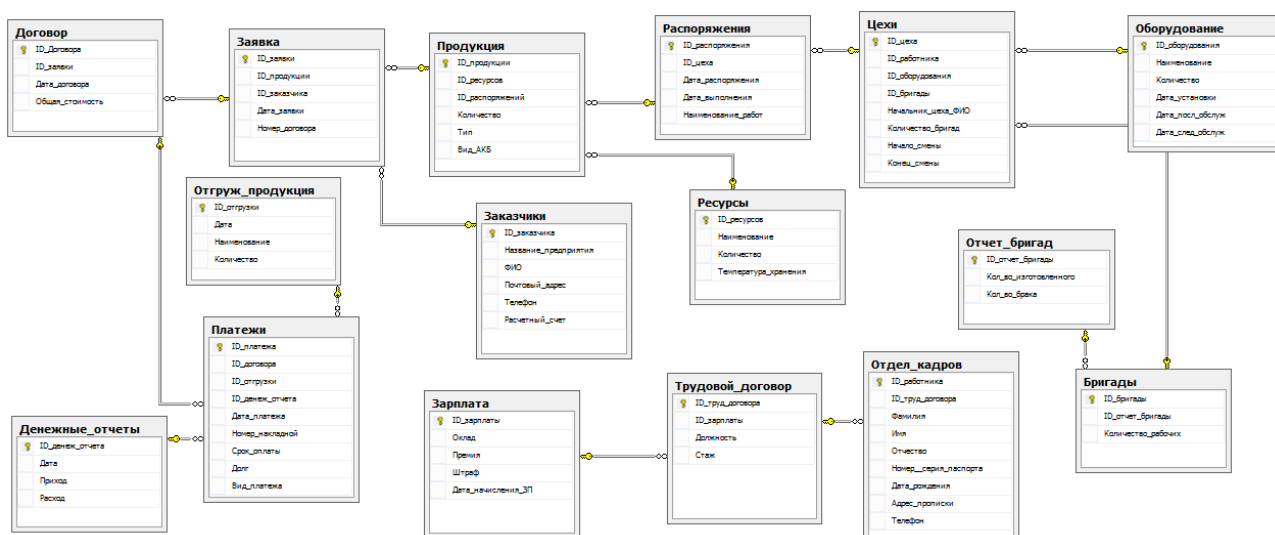 Договор
ID_Договора
ID_заявки
Дата_договора
Общая_стоимость
Заявка
ID_заявки
ID_продукции
ID_заказчика
Дата_заявки
Номер_договора
Продукция
ID_продукции
ID_ресурсов
ID_распоряжений
Количество
Тип
Вид_АКБ
Распоряжения
ID_распоряжения
ID_цеха
Дата_распоряжения
Дата_выполнения
Наименование_работ
Цехи
ID_цеха
ID_работника
ID_оборудования
ID_бригады
Начальник_цеха_ФИО
Количество_бригад
Начало_смены
Конец_смены
Оборудование
ID_оборудования
Наименование
Количество
Дата_установки
Дата_посл_обслуж
Дата_след_обслуж
Отгруж_продукция
ID_отгрузки
Дата
Наименование
Количество
Заказчики
ID_заказчика
Название_предприятия
ФИО
Почтовый_адрес
Телефон
Расчетный_счет
Ресурсы
ID_ресурсов
Наименование
Количество
Температура_хранения
Отчет_бригад
ID_отчет_бригады
Кол_во_изготовленного
Кол_во_брака
Платежи
ID_платежа
ID_договора
ID_отгрузки
ID_денеж_отчета
Дата_платежа
Номер_накладной
Срок_оплаты
Долг
Вид_платежа
Денежные_отчеты
ID_денеж_отчета
Дата
Приход
Расход
Зарплата
ID_зарплаты
Оклад
Премия
Штраф
Дата_начисления_ЗП
Трудовой_договор
ID_труд_договора
ID_зарплаты
Должность
Стаж
Отдел_кадров
ID_работника
ID_труд_договора
Фамилия
Имя
Отчество
Номер__серия_паспорта
Дата_рождения
Адрес_прописки
Телефон
Бригады
ID_бригады
ID_отчет_бригады
Количество_рабочих